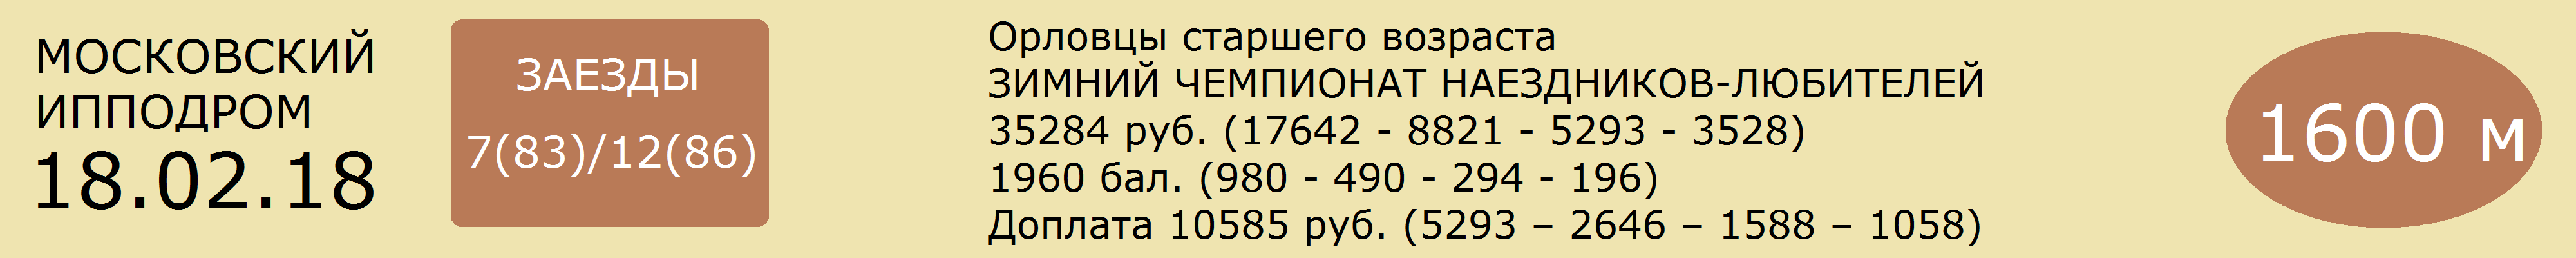 МОСКОВСКИЙ
ИППОДРОМ
18.02.18
ЗАЕЗДЫ
7(83)/12(86)
Орловцы старшего возраста
ЗИМНИЙ ЧЕМПИОНАТ НАЕЗДНИКОВ-ЛЮБИТЕЛЕЙ
35284 руб. (17642 - 8821 - 5293 - 3528)
1960 бал. (980 - 490 - 294 - 196)
Доплата 10585 руб. (5293 – 2646 – 1588 – 1058)
1600 м